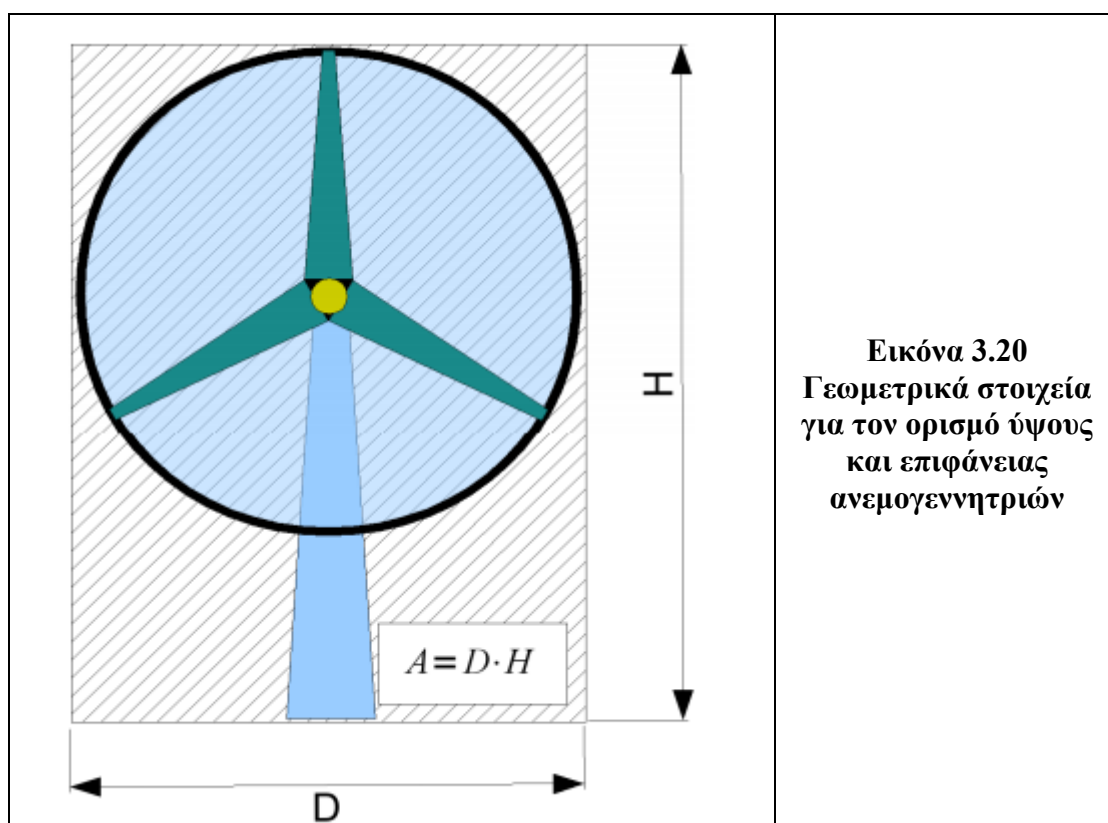 H
A=D·H
D
Εικόνα 3.20
Γεωμετρικά στοιχεία
για τον ορισμό ύψους
και επιφάνειας
ανεμογεννητριών